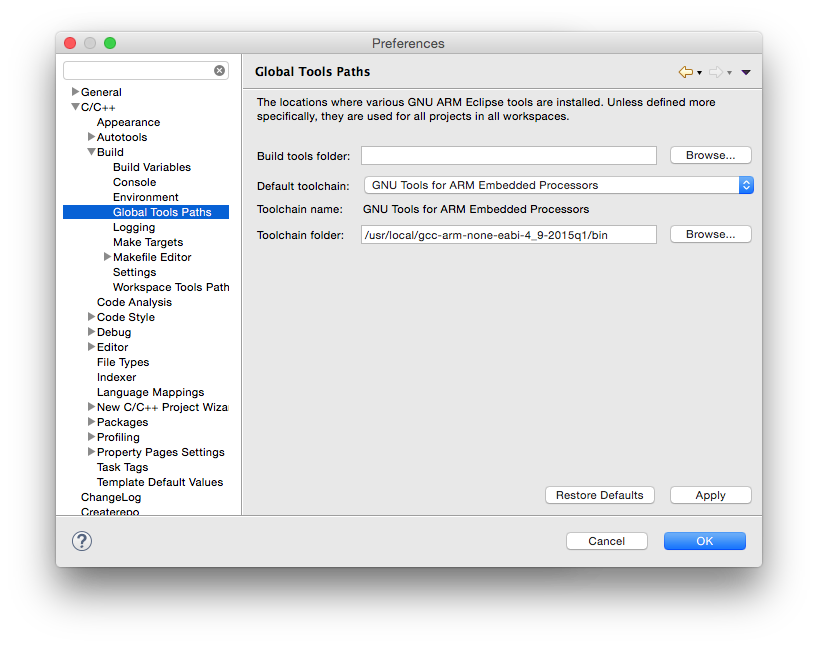 Preferences
General
C/C++
Appearance
Autotools
Build
Build Variables
Console
Environment
Global Tools Paths
Logging
Make Targets
Makefile Editor
Settings
Workspace Tools Path
Code Analysis
Code Style
Debug
Editor
File Types
Indexer
Language Mappings
New C/C++ Project Wiza
Packages
Profiling
Property Pages Settings
Task Tags
Template Default Values
ChangeLog
Createrepo
Global Tools Paths
The locations where various GNU ARM Eclipse tools are installed. Unless defined more
specifically, they are used for all projects in all workspaces.
Build tools folder:
Browse...
Default toolchain: GNU Tools for ARM Embedded Processors
Toolchain name: GNU Tools for ARM Embedded Processors
Toolchain folder: /usr/local/gcc-arm-none-eabi-4_9-2015q1/bin Browse...
Restore Defaults Apply
? Cancel OK